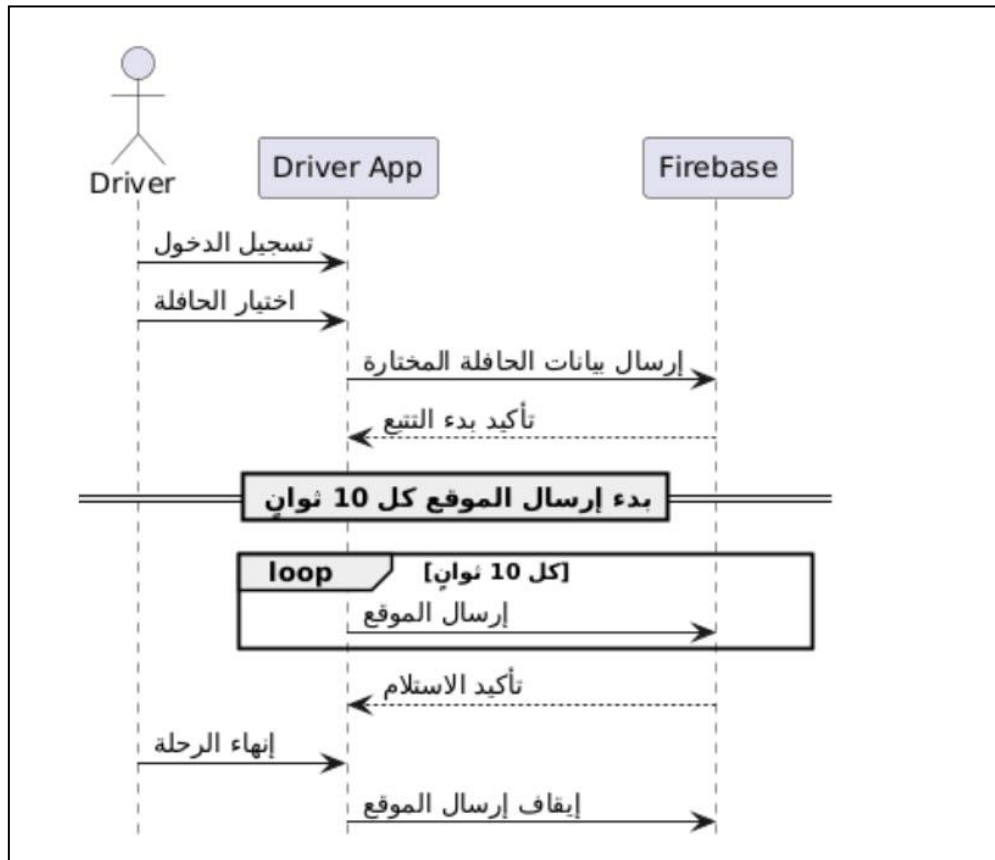 Driver
Driver App
Firebase
تسجيل الدخول
اختيار الحافلة
إرسال بيانات الحافلة المختارة
تأكيد بدء التتبع
بدء إرسال الموقع كل 10 ثوانٍ
loop
[كل 10 ثوانٍ]
إرسال الموقع
تأكيد الاستلام
إنهاء الرحلة
إيقاف إرسال الموقع